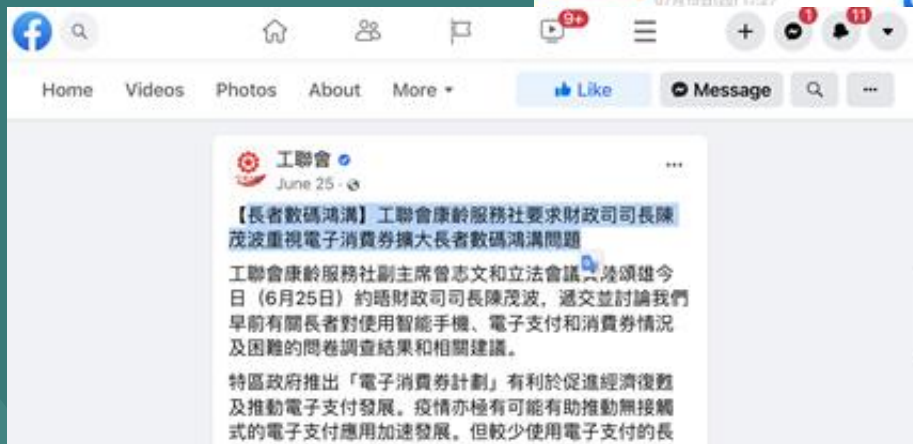 9+
1
11
Home Videos Photos About More Like Message
工聯會
June 25
【長者數碼鴻溝】工聯會康齡服務社要求財政司司長陳
茂波重視電子消費券擴大長者數碼鴻溝問題
工聯會康齡服務社副主席曾志文和立法會議員陸頌雄今
日（6月25日）約晤財政司司長陳茂波，遞交並討論我們
早前有關長者對使用智能手機、電子支付和消費券情況
及困難的問卷調查結果和相關建議。
特區政府推出「電子消費券計劃」有利於促進經濟復甦
及推動電子支付發展。疫情亦極有可能有助推動無接觸
式的電子支付應用加速發展。但較少使用電子支付的長